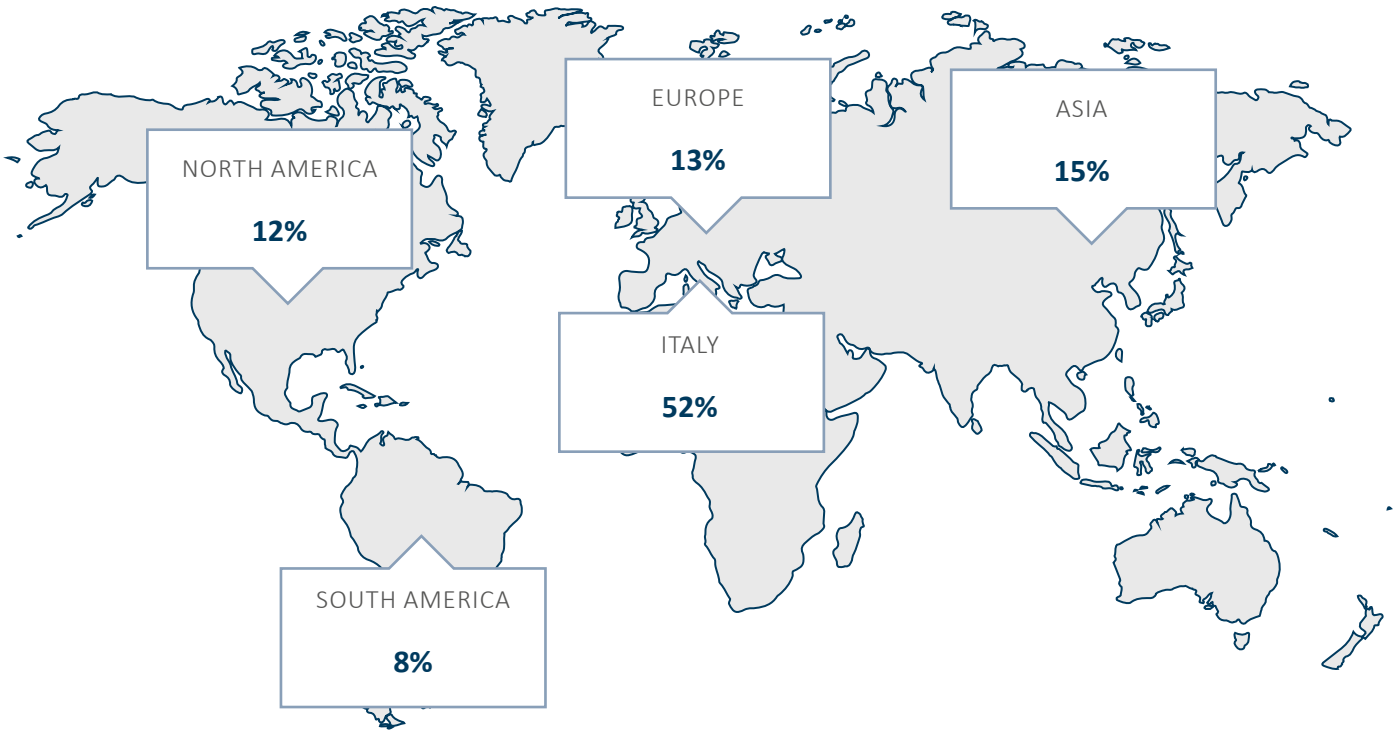 EUROPE
13%
ASIA
15%
NORTH AMERICA
12%
ITALY
52%
SOUTH AMERICA
8%